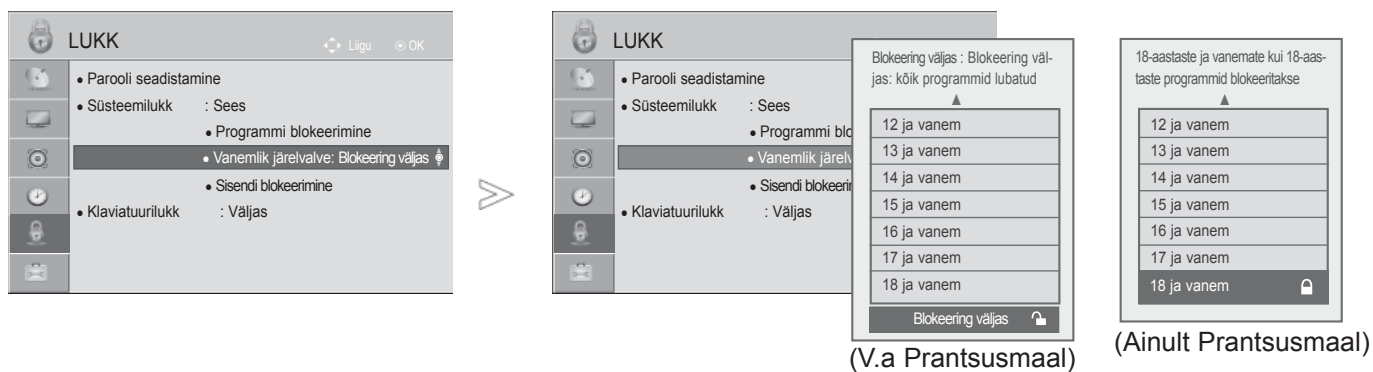 LUKK
Liigu OK
• Parooli seadistamine
• Süsteemilukk : Sees
• Programmi blokeerimine
• Vanemlik järelvalve: Blokeering väljas
• Sisendi blokeerimine
• Klaviatuurilukk : Väljas
LUKK
• Parooli seadistamine
• Süsteemilukk : Sees
• Programmi blo
• Vanemlik järelv
• Sisendi blokeerin
• Klaviatuurilukk : Väljas
Blokeering väljas : Blokeering väl-
jas: kõik programmid lubatud
12 ja vanem
13 ja vanem
14 ja vanem
15 ja vanem
16 ja vanem
17 ja vanem
18 ja vanem
Blokeering väljas
(V.a Prantsusmaal)
18-aastaste ja vanemate kui 18-aas-
taste programmid blokeeritakse
12 ja vanem
13 ja vanem
14 ja vanem
15 ja vanem
16 ja vanem
17 ja vanem
18 ja vanem
(Ainult Prantsusmaal)